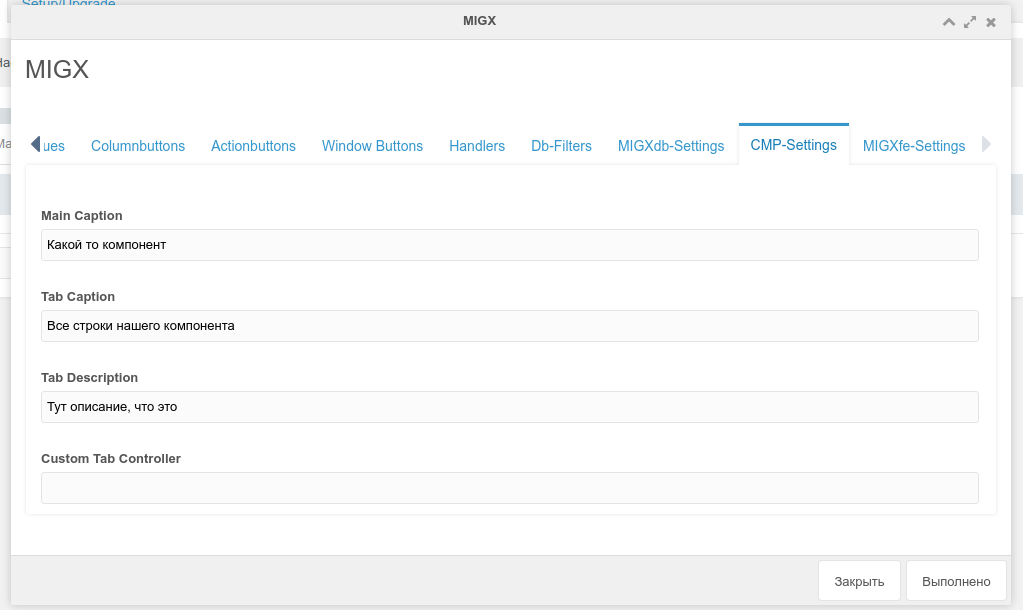 Setup/Upgrade
MIGX
MIGX
ues Columnbuttons Actionbuttons Window Buttons Handlers Db-Filters MIGXdb-Settings CMP-Settings MIGXfe-Settings
Main Caption
Какой то компонент
Tab Caption
Все строки нашего компонента
Tab Description
Тут описание, что это
Custom Tab Controller
Закрыть Выполнено